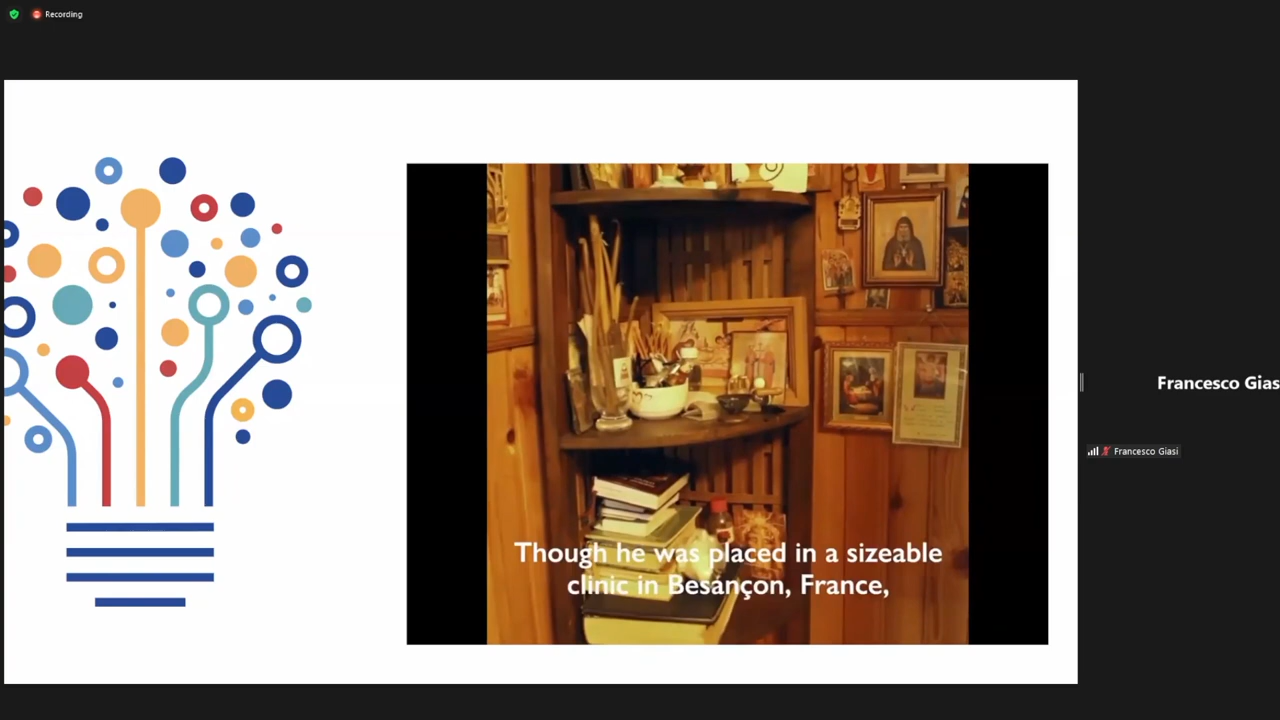 Recording
Though he was placed in a sizeable
clinic in Besançon, France,
Francesco Gias
Francesco Giasi